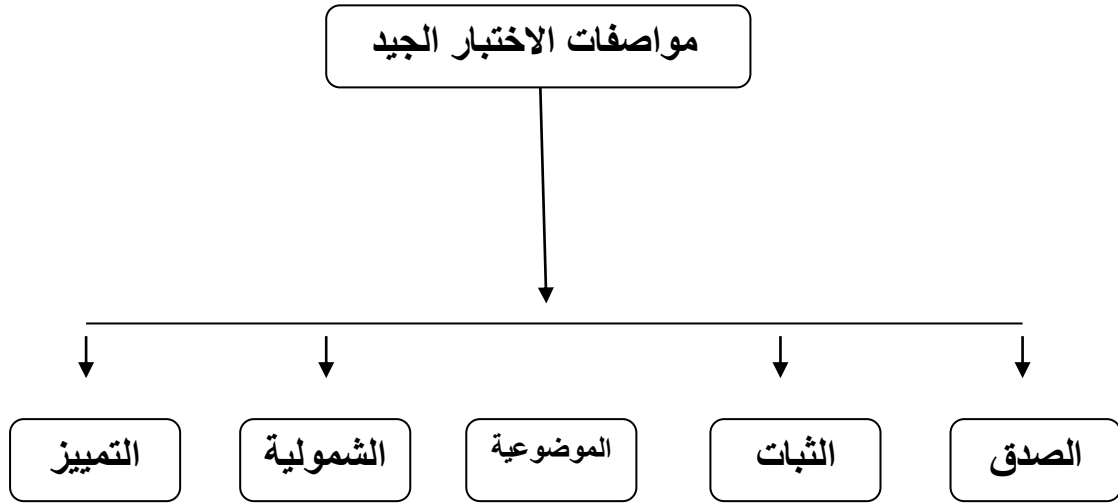 مواصفات الاختبار الجيد
الصدق
الثبات
الموضوعية
الشمولية
التمييز